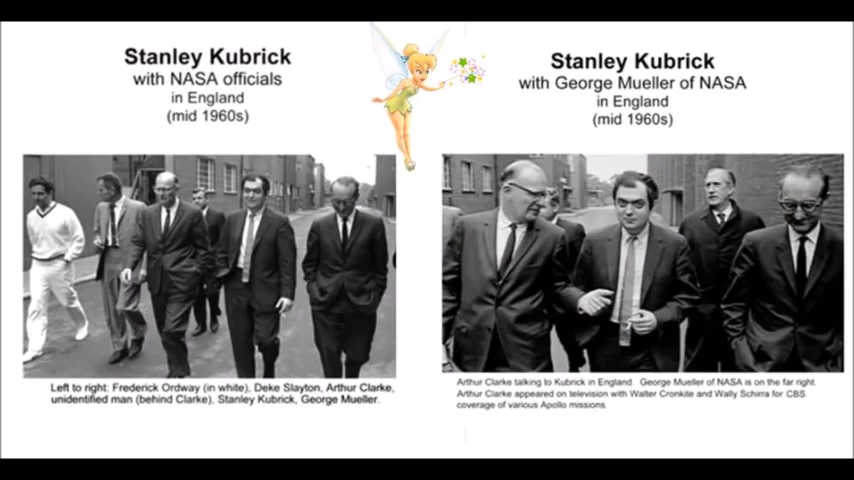 Stanley Kubrick
with NASA officials
in England
(mid 1960s)
Left to right: Frederick Ordway (in white), Deke Slayton, Arthur Clarke,
unidentified man (behind Clarke), Stanley Kubrick, George Mueller.
Stanley Kubrick
with George Mueller of NASA
in England
(mid 1960s)
Arthur Clarke talking to Kubrick in England. George Mueller of NASA is on the far right.
Arthur Clarke appeared on television with Walter Cronkite and Wally Schirra for CBS
coverage of various Apollo missions.